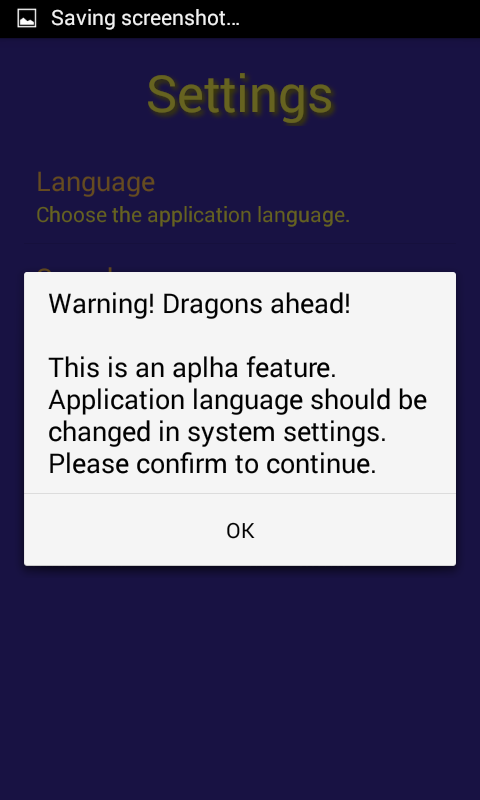 Saving screenshot...
Settings
Language
Choose the application language.
Warning! Dragons ahead!
This is an aplha feature.
Application language should be
changed in system settings.
Please confirm to continue.
OK